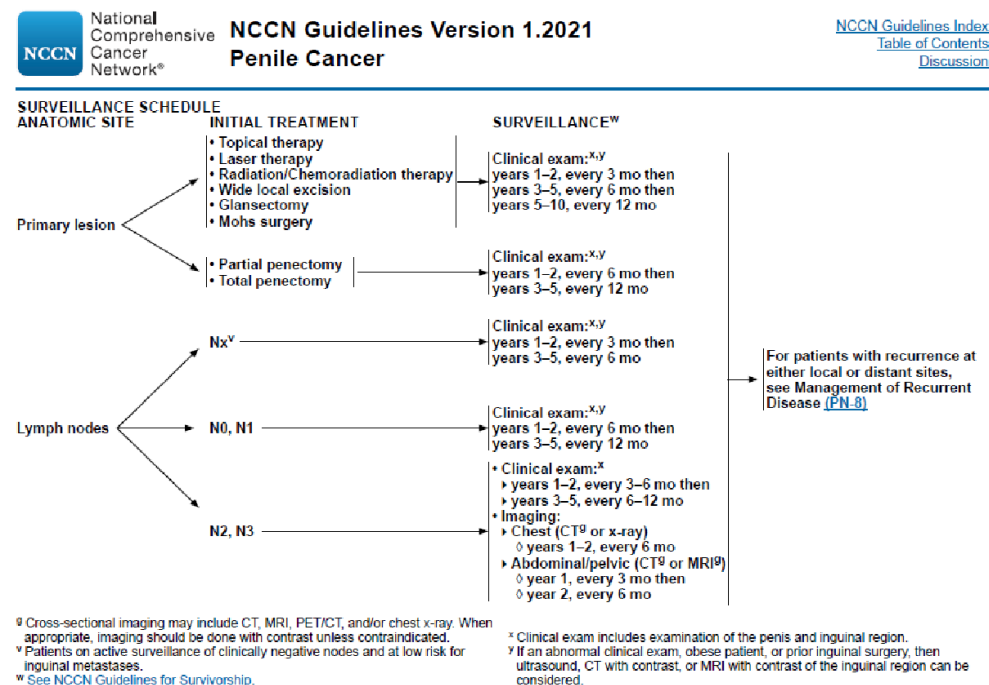 National
Comprehensive
NCCN Cancer
Network®
NCCN Guidelines Version 1.2021
Penile Cancer
NCCN Guidelines Index
Table of Contents
Discussion
SURVEILLANCE SCHEDULE
ANATOMIC SITE INITIAL TREATMENT SURVEILLANCEʷ
Primary lesion
• Topical therapy
• Laser therapy
• Radiation/Chemoradiation therapy
• Wide local excision
• Glansectomy
• Mohs surgery
Clinical exam:ˣ,ʸ
years 1–2, every 3 mo then
years 3–5, every 6 mo then
years 5–10, every 12 mo
• Partial penectomy
• Total penectomy
Clinical exam:ˣ,ʸ
years 1–2, every 6 mo then
years 3–5, every 12 mo
Lymph nodes
Nxᵛ
Clinical exam:ˣ,ʸ
years 1–2, every 3 mo then
years 3–5, every 6 mo
N0, N1
Clinical exam:ˣ,ʸ
years 1–2, every 6 mo then
years 3–5, every 12 mo
N2, N3
• Clinical exam:ˣ
▸ years 1–2, every 3–6 mo then
▸ years 3–5, every 6–12 mo
• Imaging:
▸ Chest (CTᵍ or x-ray)
◊ years 1–2, every 6 mo
▸ Abdominal/pelvic (CTᵍ or MRIᵍ)
◊ year 1, every 3 mo then
◊ year 2, every 6 mo
For patients with recurrence at
either local or distant sites,
see Management of Recurrent
Disease (PN-8)
ᵍ Cross-sectional imaging may include CT, MRI, PET/CT, and/or chest x-ray. When
appropriate, imaging should be done with contrast unless contraindicated.
ᵛ Patients on active surveillance of clinically negative nodes and at low risk for
inguinal metastases.
ʷ See NCCN Guidelines for Survivorship.
ˣ Clinical exam includes examination of the penis and inguinal region.
ʸ If an abnormal clinical exam, obese patient, or prior inguinal surgery, then
ultrasound, CT with contrast, or MRI with contrast of the inguinal region can be
considered.